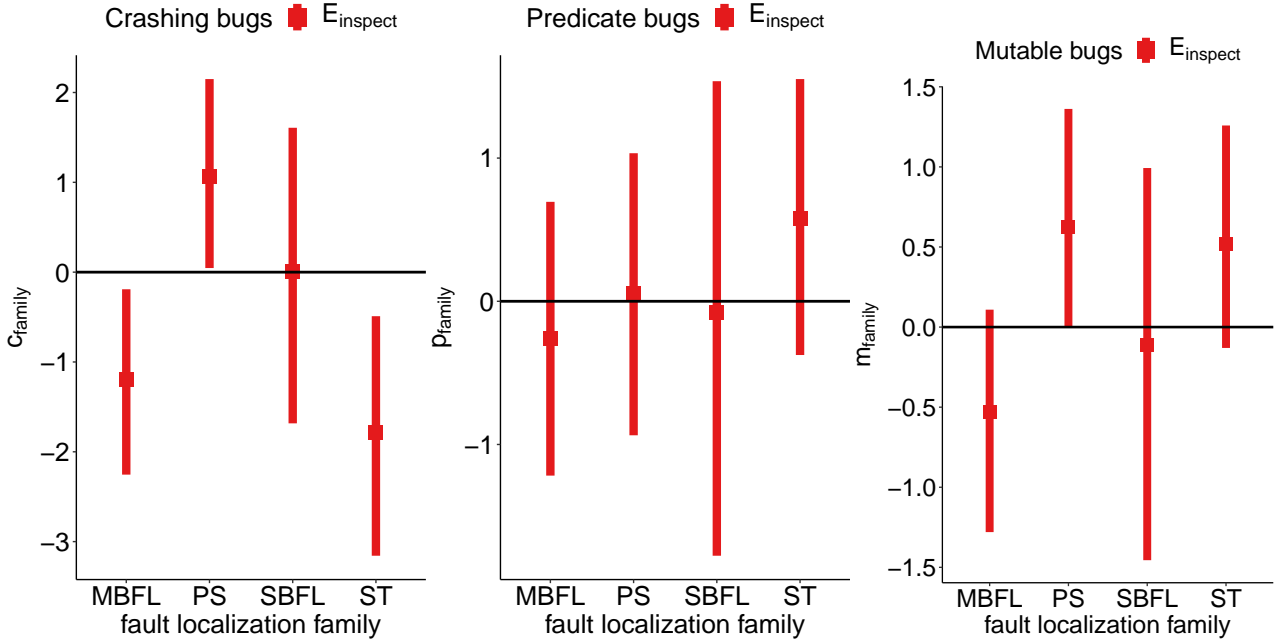 Crashing bugs E_inspect
2
1
0
−1
−2
−3
c_family
MBFL PS SBFL ST
fault localization family
Predicate bugs E_inspect
1
0
−1
p_family
MBFL PS SBFL ST
fault localization family
Mutable bugs E_inspect
1.5
1.0
0.5
0.0
−0.5
−1.0
−1.5
m_family
MBFL PS SBFL ST
fault localization family